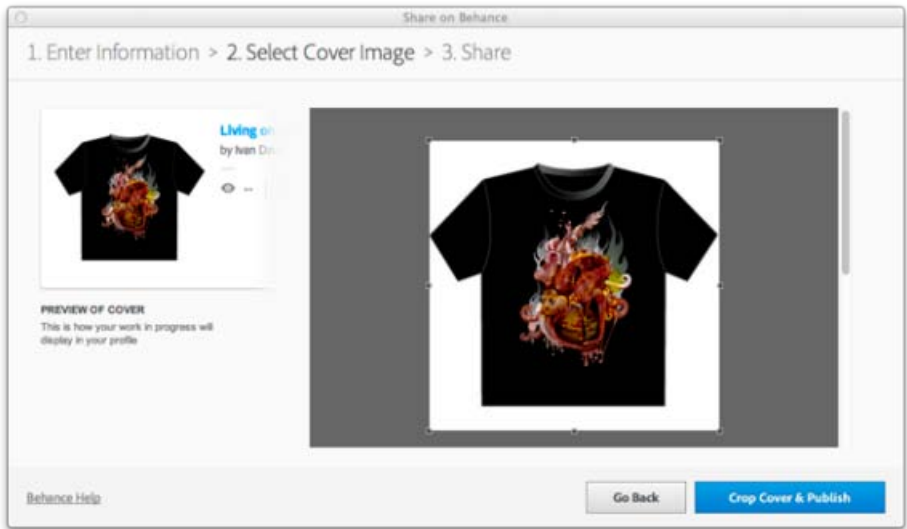 Share on Behance
1. Enter Information > 2. Select Cover Image > 3. Share
Living on
by Ivan
--
PREVIEW OF COVER
This is how your work in progress will
display in your profile
Behance Help
Go Back
Crop Cover & Publish